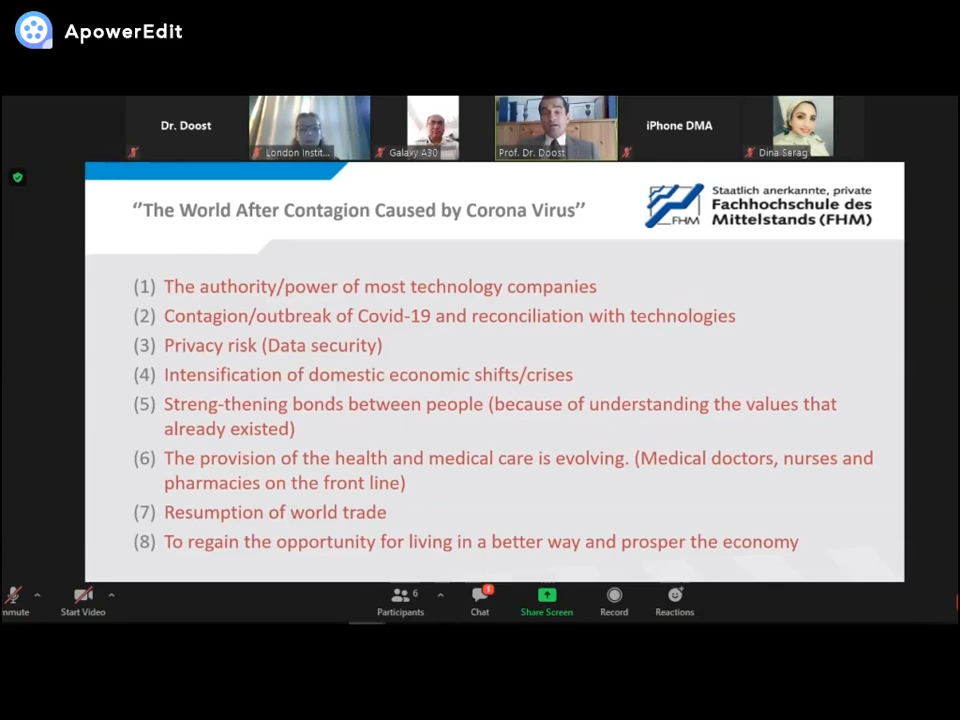 ApowerEdit
Dr. Doost
London Instit...
Galaxy A30
Prof. Dr. Doost
iPhone DMA
Dina Serag
‘’The World After Contagion Caused by Corona Virus’’
Staatlich anerkannte, private
Fachhochschule des
Mittelstands (FHM)
FHM
(1) The authority/power of most technology companies
(2) Contagion/outbreak of Covid-19 and reconciliation with technologies
(3) Privacy risk (Data security)
(4) Intensification of domestic economic shifts/crises
(5) Streng-thening bonds between people (because of understanding the values that
already existed)
(6) The provision of the health and medical care is evolving. (Medical doctors, nurses and
pharmacies on the front line)
(7) Resumption of world trade
(8) To regain the opportunity for living in a better way and prosper the economy
6
1
nmute
Start Video
Participants
Chat
Share Screen
Record
Reactions